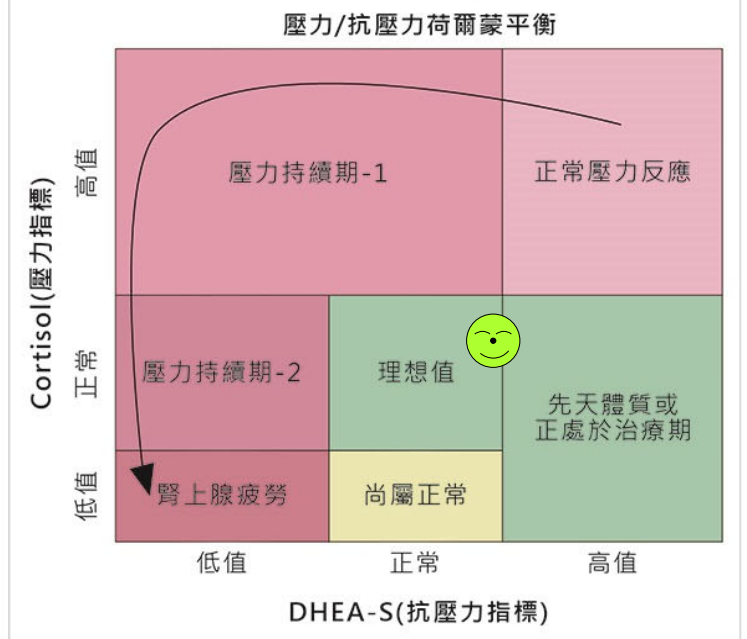 壓力/抗壓力荷爾蒙平衡
Cortisol(壓力指標)
高值
正常
低值
壓力持續期-1
正常壓力反應
壓力持續期-2
理想值
先天體質或
正處於治療期
腎上腺疲勞
尚屬正常
低值
正常
高值
DHEA-S(抗壓力指標)